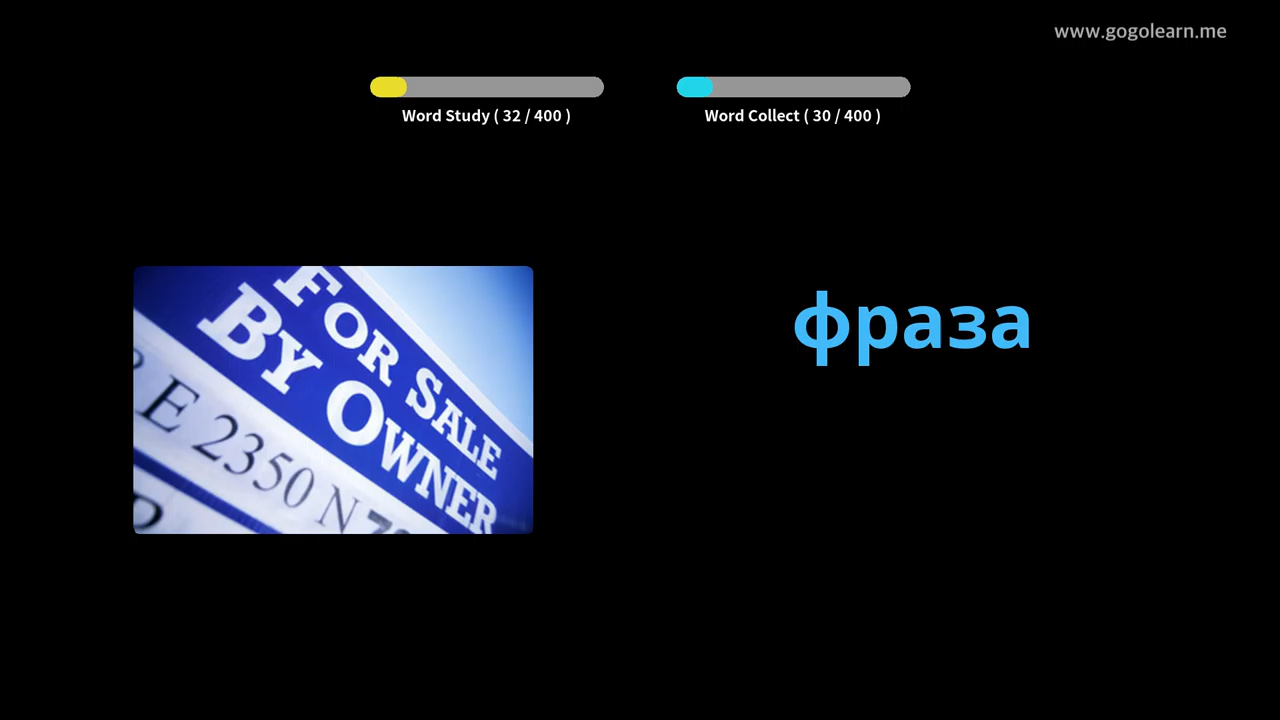 www.gogolearn.me
Word Study ( 32 / 400 )
Word Collect ( 30 / 400 )
FOR SALE
BY OWNER
E 2350 N
фраза